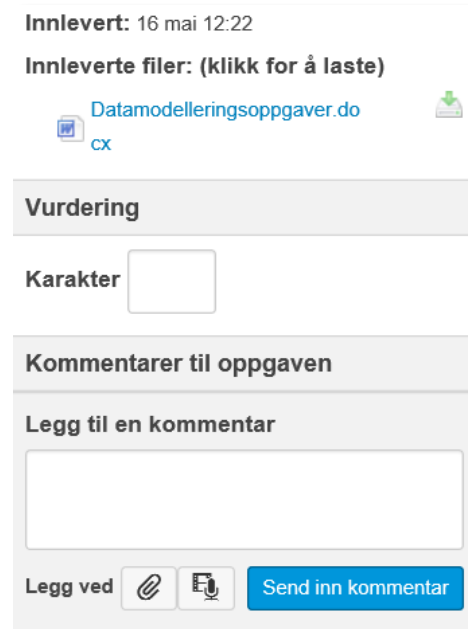 Innlevert: 16 mai 12:22
Innleverte filer: (klikk for å laste)
Datamodelleringsoppgaver.do
cx
Vurdering
Karakter
Kommentarer til oppgaven
Legg til en kommentar
Legg ved
Send inn kommentar